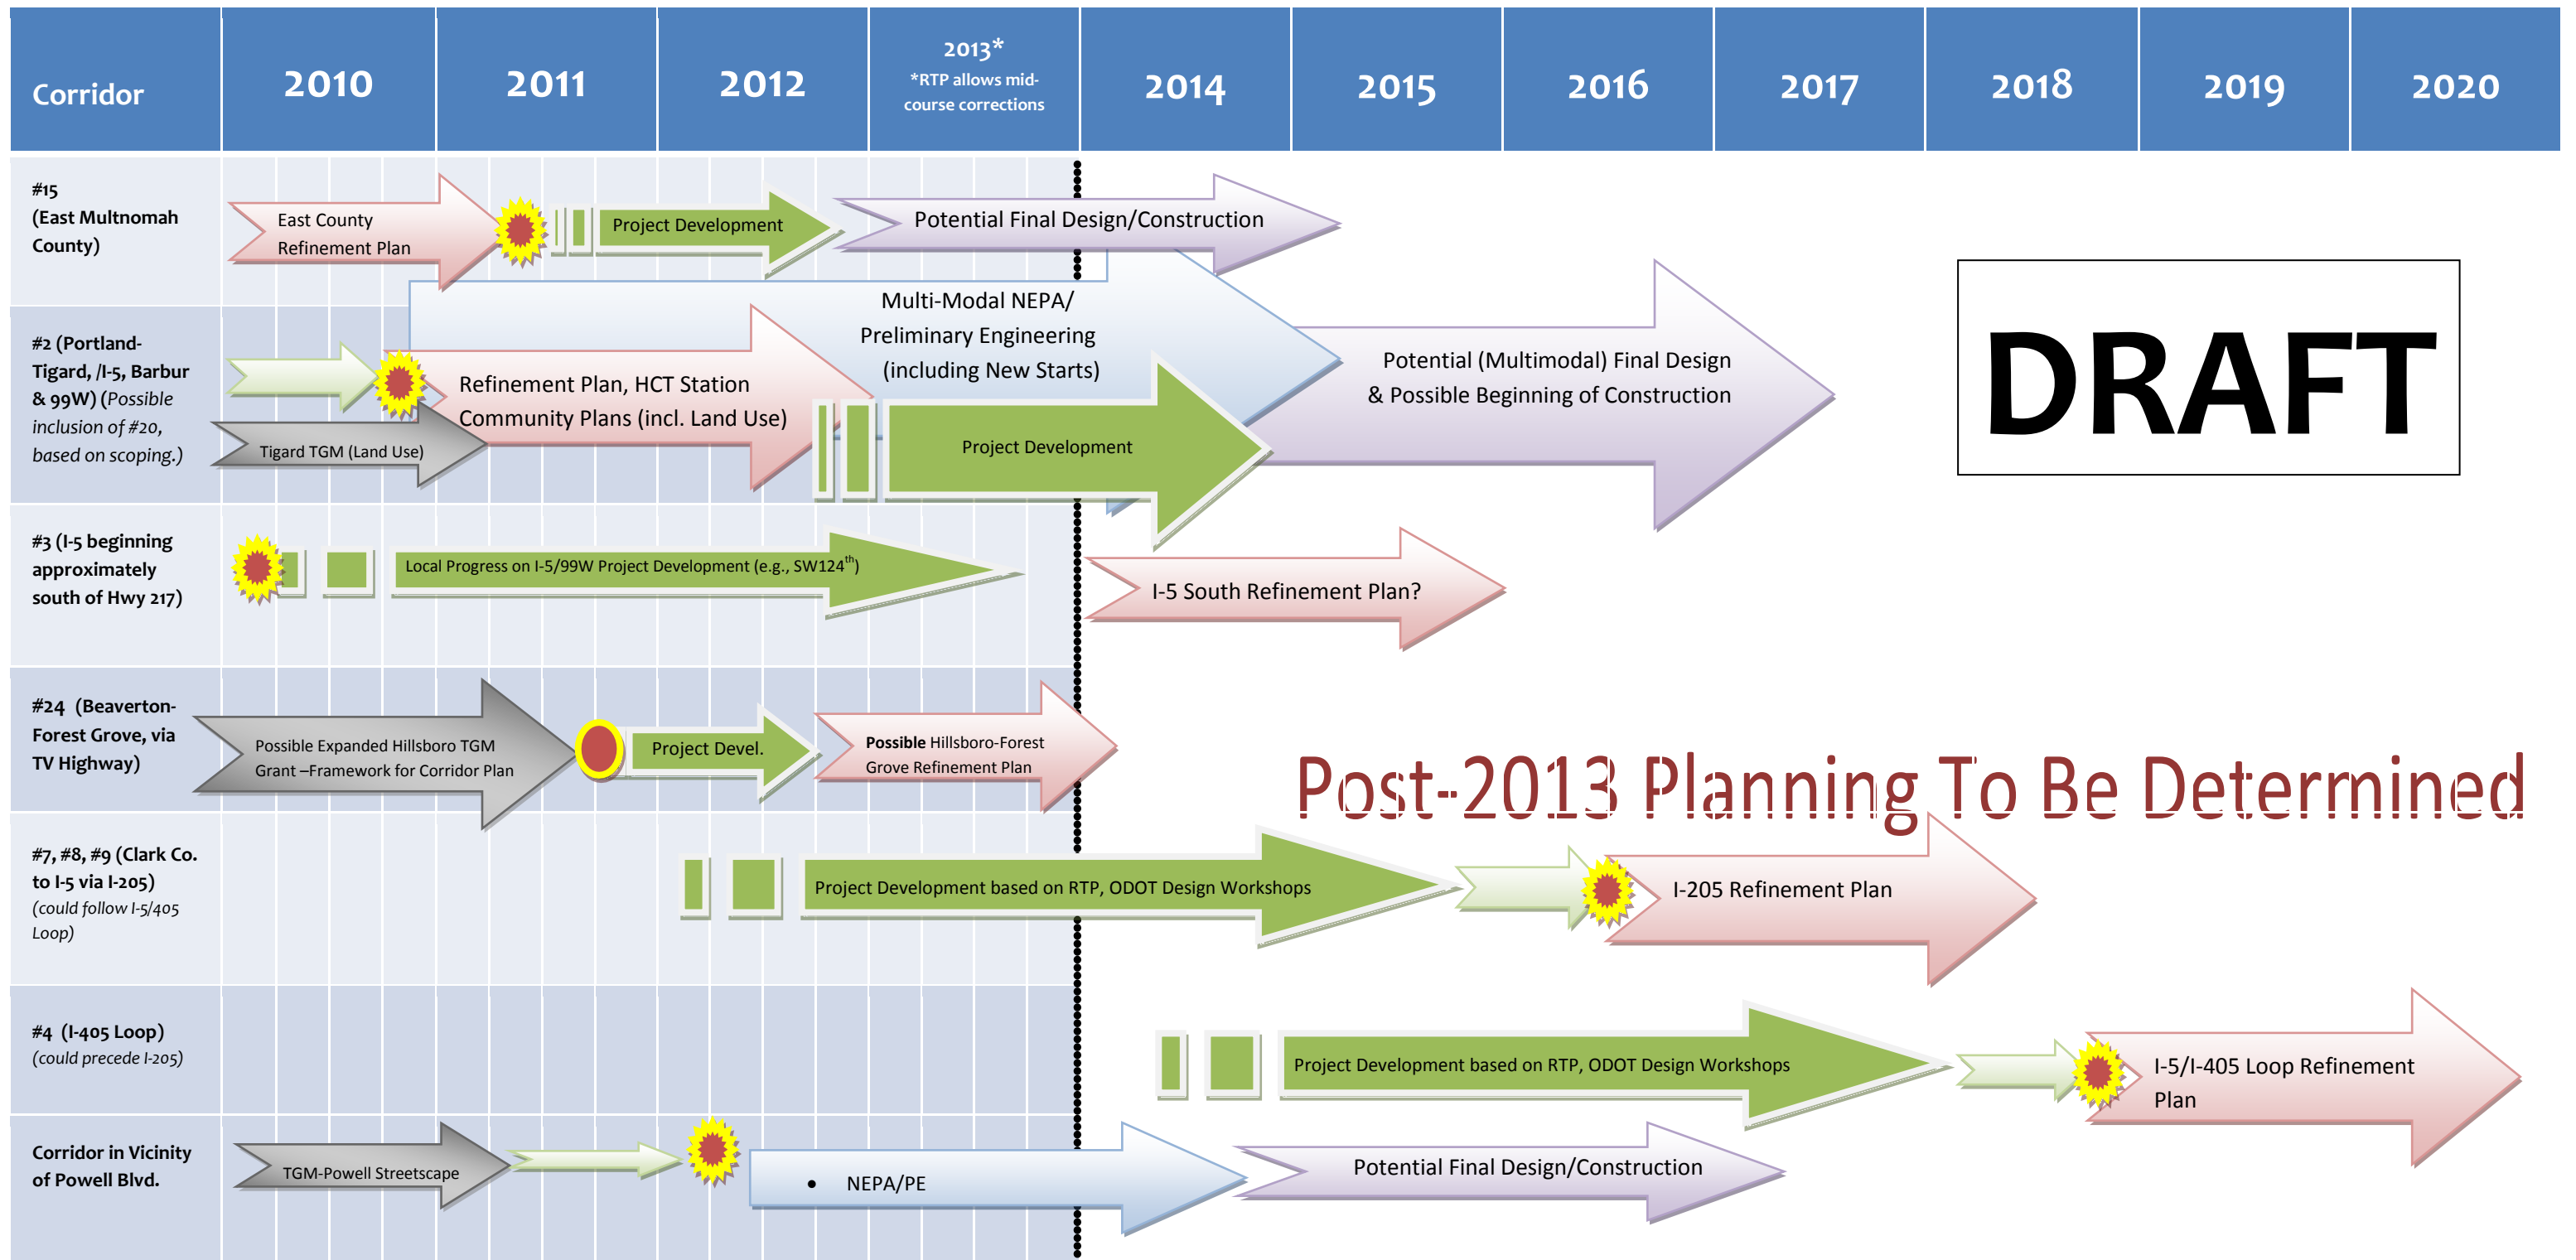 Corridor
2010
2011
2012
2013*
*RTP allows mid-
course corrections
2014
2015
2016
2017
2018
2019
2020
#15
(East Multnomah
County)
East County
Refinement Plan
Project Development
Potential Final Design/Construction
#2 (Portland-
Tigard, /I-5, Barbur
& 99W) (Possible
inclusion of #20,
based on scoping.)
Tigard TGM (Land Use)
Refinement Plan, HCT Station
Community Plans (incl. Land Use)
Multi-Modal NEPA/
Preliminary Engineering
(including New Starts)
Project Development
Potential (Multimodal) Final Design
& Possible Beginning of Construction
DRAFT
#3 (I-5 beginning
approximately
south of Hwy 217)
Local Progress on I-5/99W Project Development (e.g., SW124th)
I-5 South Refinement Plan?
#24 (Beaverton-
Forest Grove, via
TV Highway)
Possible Expanded Hillsboro TGM
Grant –Framework for Corridor Plan
Project Devel.
Possible Hillsboro-Forest
Grove Refinement Plan
Post-2013 Planning To Be Determined
#7, #8, #9 (Clark Co.
to I-5 via I-205)
(could follow I-5/405
Loop)
Project Development based on RTP, ODOT Design Workshops
I-205 Refinement Plan
#4 (I-405 Loop)
(could precede I-205)
Project Development based on RTP, ODOT Design Workshops
I-5/I-405 Loop Refinement
Plan
Corridor in Vicinity
of Powell Blvd.
TGM-Powell Streetscape
• NEPA/PE
Potential Final Design/Construction